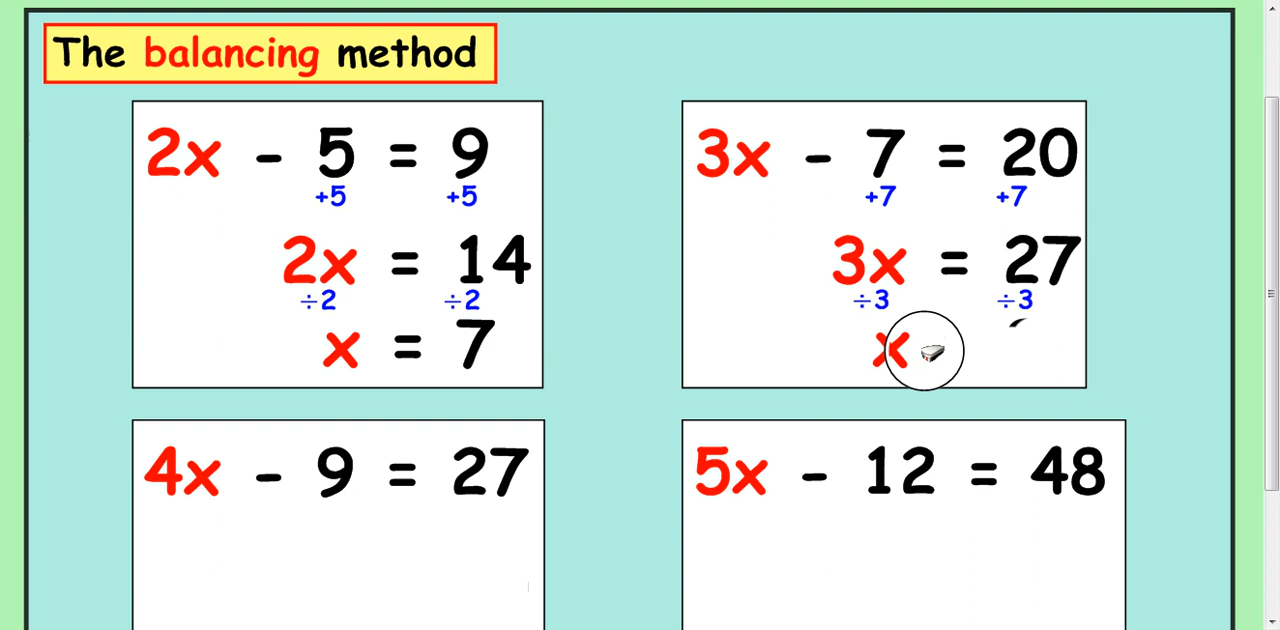 The balancing method
2x - 5 = 9
+5 +5
2x = 14
÷2 ÷2
x = 7
3x - 7 = 20
+7 +7
3x = 27
÷3 ÷3
x
4x - 9 = 27
5x - 12 = 48